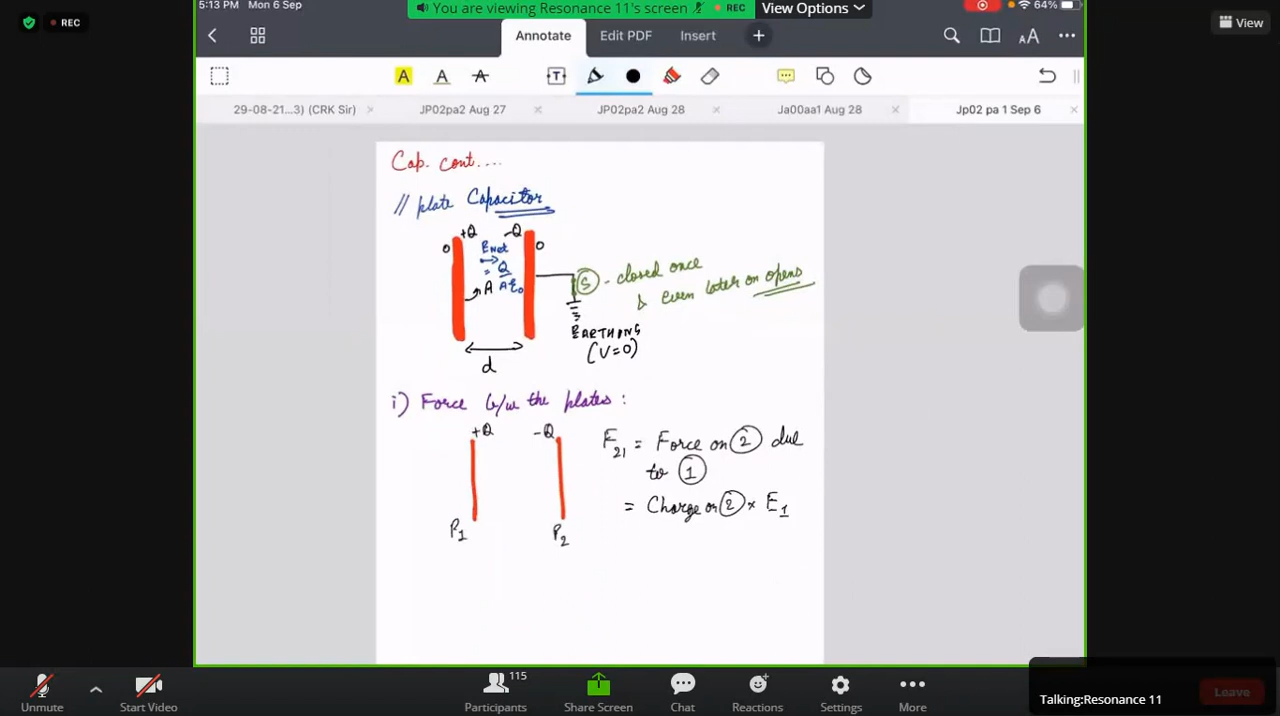 5:13 PM Mon 6 Sep
You are viewing Resonance 11's screen
REC
View Options
64%
REC
View
Annotate
Edit PDF
Insert
29-08-21...3) (CRK Sir)
JP02pa2 Aug 27
JP02pa2 Aug 28
Ja00aa1 Aug 28
Jp02 pa 1 Sep 6
Cap. cont....
// plate Capacitor
+Q
-Q
0
0
Enet
= Q
Aε₀
A
S - closed once
Even later on opens
EARTHING
(V=0)
d
i) Force b/w the plates :
+Q
-Q
F21 = Force on 2 due
to 1
= Charge on 2 × E1
P1
P2
Unmute
Start Video
115
Participants
Share Screen
Chat
Reactions
Settings
More
Talking:Resonance 11
Leave